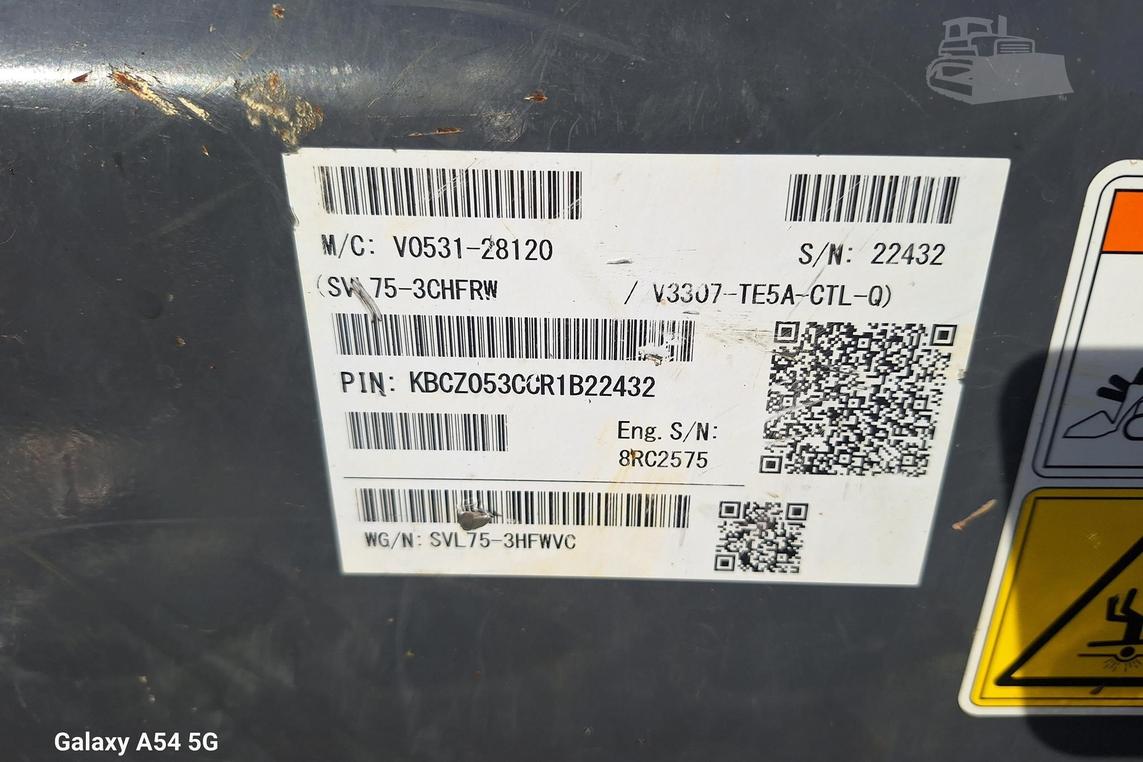 M/C: V0531-28120
S/N: 22432
(SVL75-3CHFRW / V3307-TE5A-CTL-Q)
PIN: KBCZ053CCR1B22432
Eng. S/N:
8RC2575
WG/N: SVL75-3HFWVC
Galaxy A54 5G